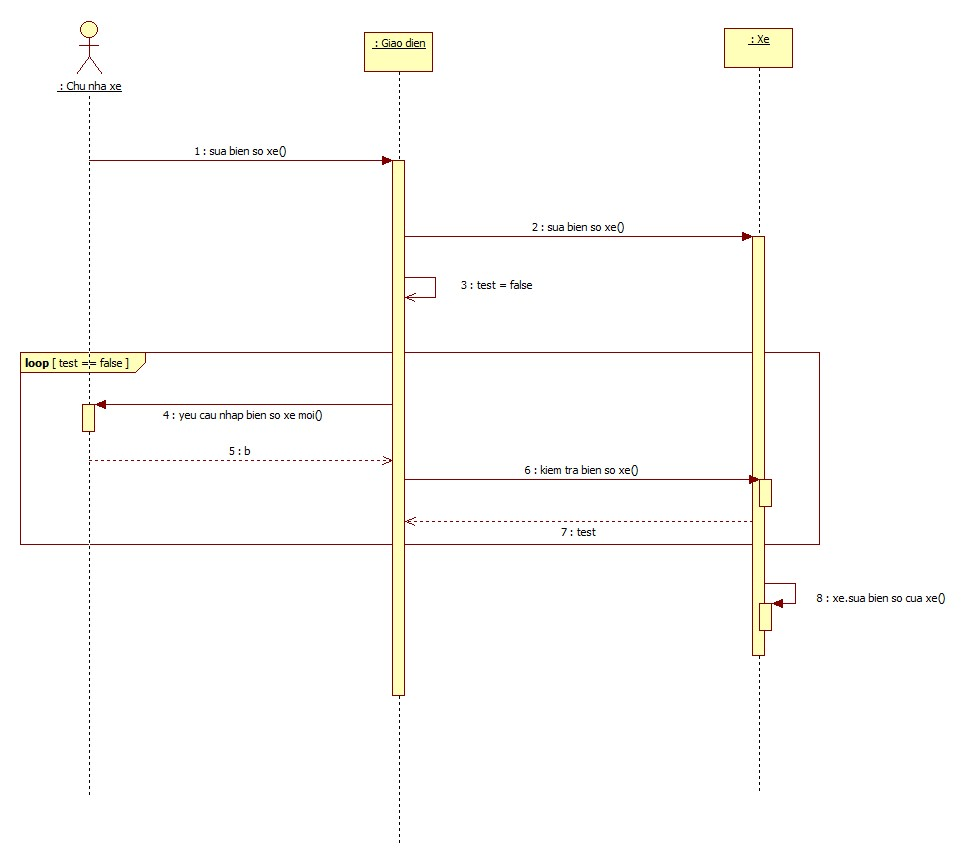 : Giao dien
: Xe
: Chu nha xe
1 : sua bien so xe()
2 : sua bien so xe()
3 : test = false
loop [ test == false ]
4 : yeu cau nhap bien so xe moi()
5 : b
6 : kiem tra bien so xe()
7 : test
8 : xe.sua bien so cua xe()